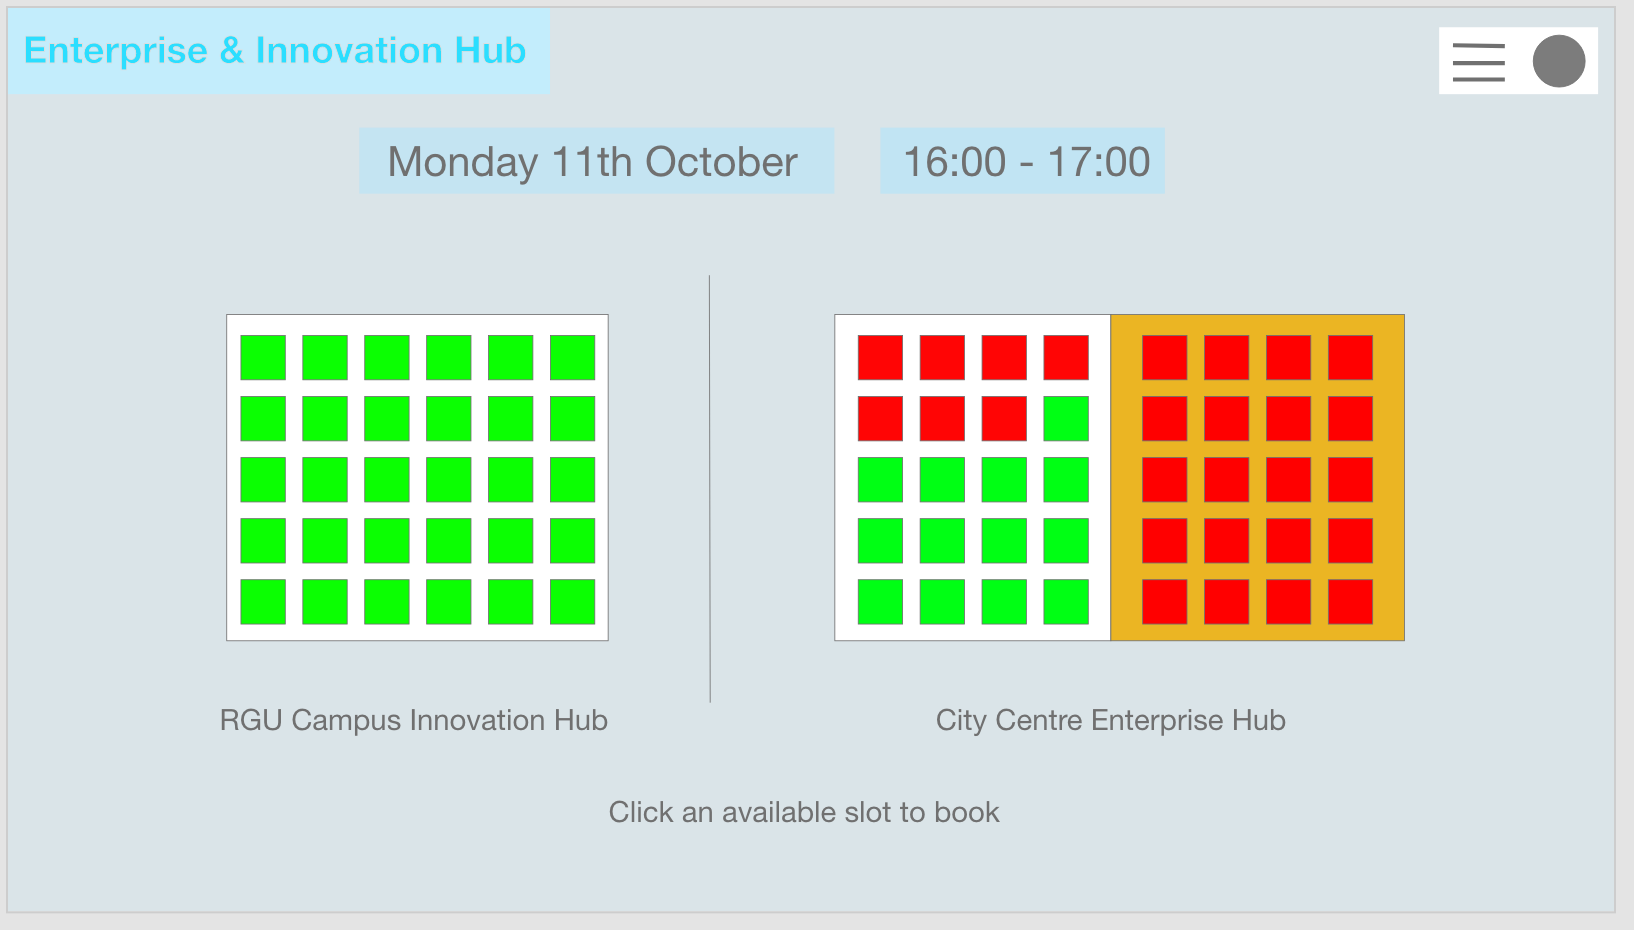 Enterprise & Innovation Hub
Monday 11th October
16:00 - 17:00
RGU Campus Innovation Hub
City Centre Enterprise Hub
Click an available slot to book